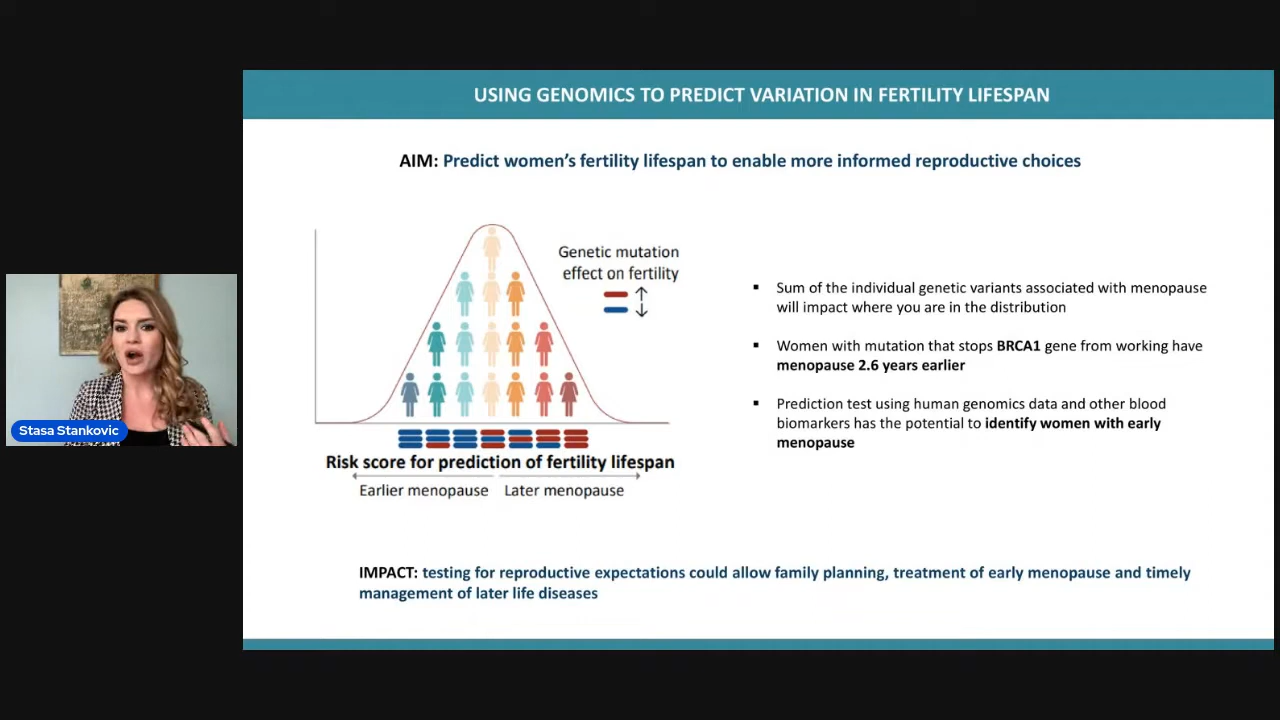 USING GENOMICS TO PREDICT VARIATION IN FERTILITY LIFESPAN
AIM: Predict women's fertility lifespan to enable more informed reproductive choices
Genetic mutation
effect on fertility
Risk score for prediction of fertility lifespan
Earlier menopause
Later menopause
▪ Sum of the individual genetic variants associated with menopause
will impact where you are in the distribution
▪ Women with mutation that stops BRCA1 gene from working have
menopause 2.6 years earlier
▪ Prediction test using human genomics data and other blood
biomarkers has the potential to identify women with early
menopause
IMPACT: testing for reproductive expectations could allow family planning, treatment of early menopause and timely
management of later life diseases
Stasa Stankovic